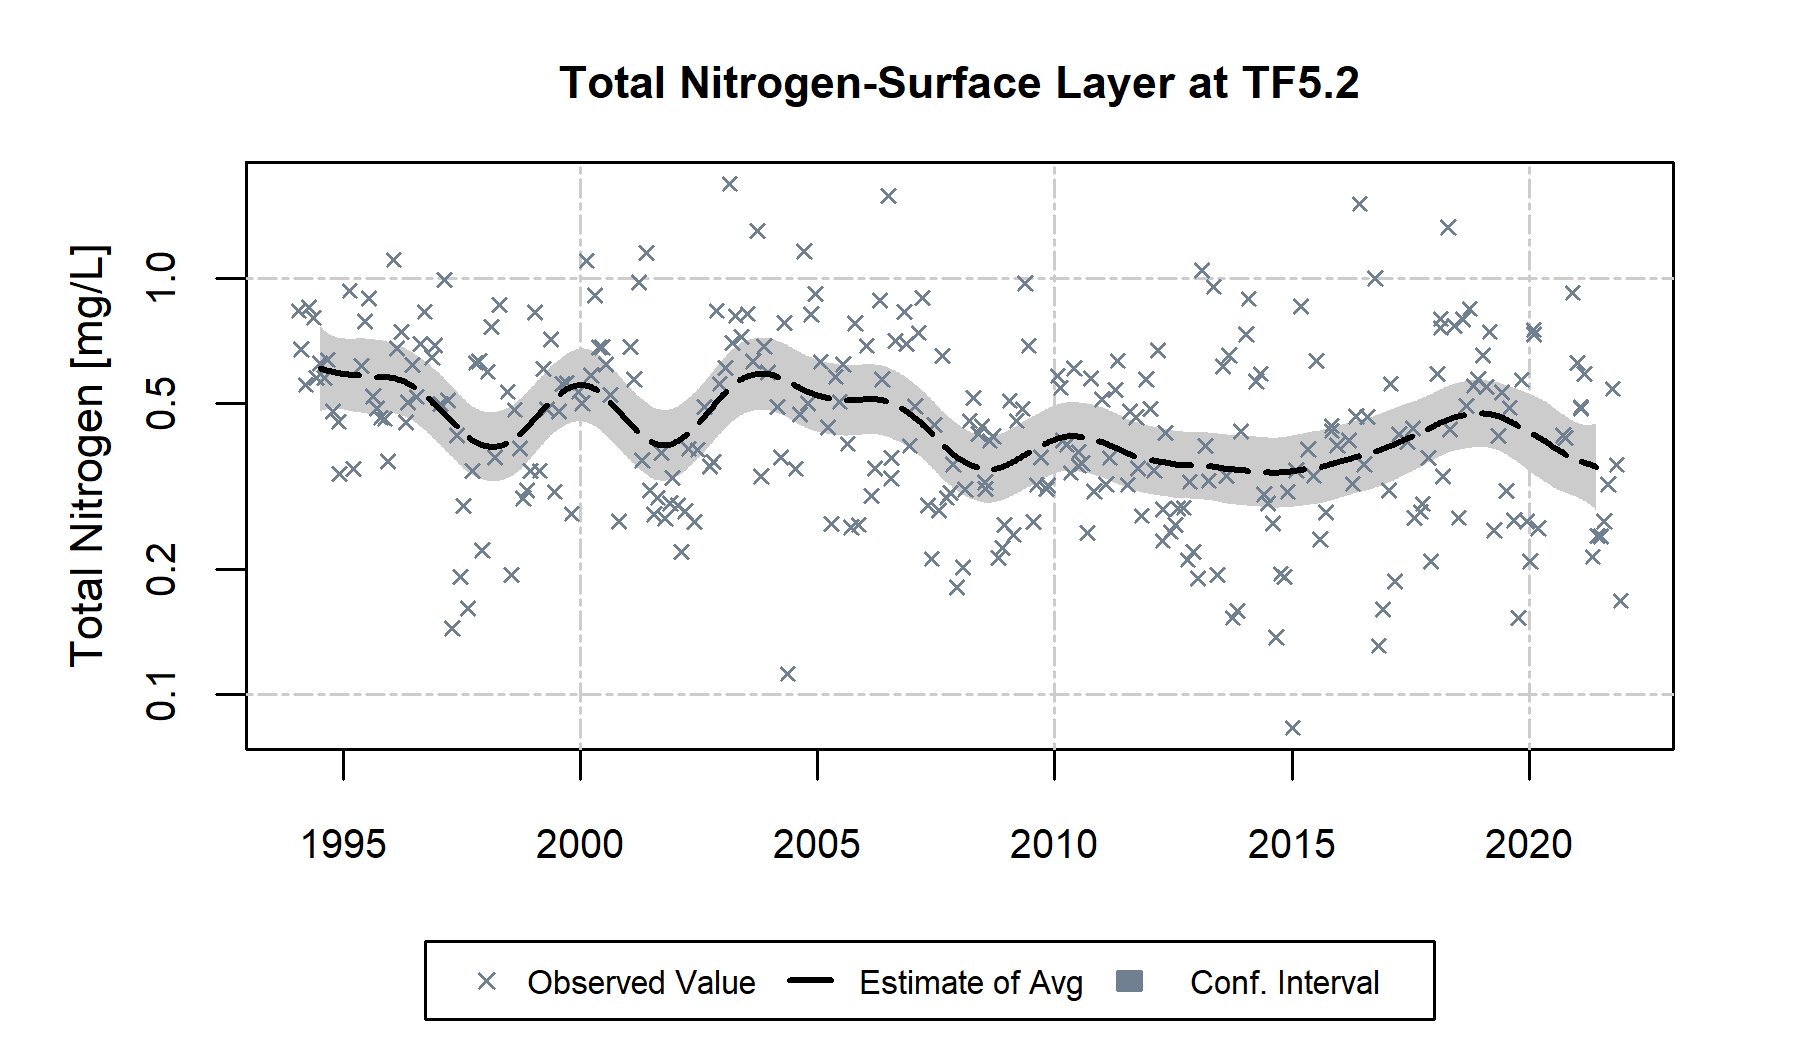 Total Nitrogen-Surface Layer at TF5.2
Total Nitrogen [mg/L]
1.0
0.5
0.2
0.1
1995 2000 2005 2010 2015 2020
Observed Value Estimate of Avg Conf. Interval